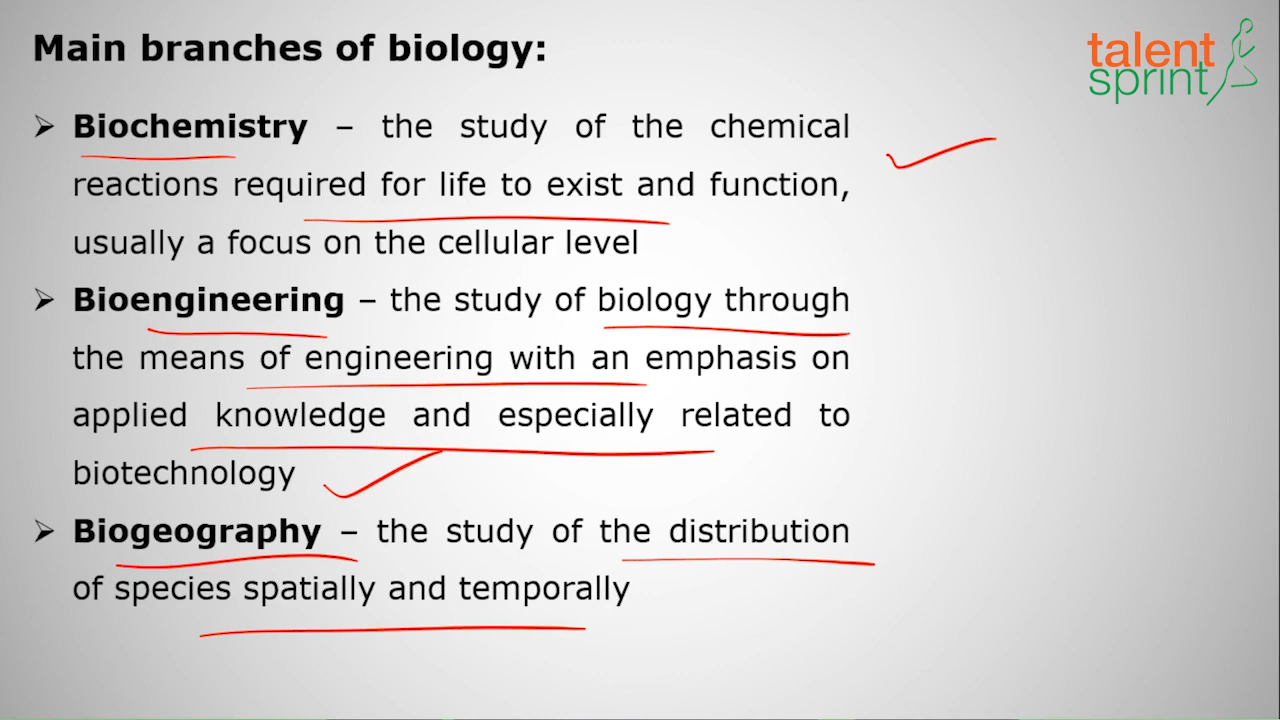 Main branches of biology:
talent
sprint
➢ Biochemistry – the study of the chemical
reactions required for life to exist and function,
usually a focus on the cellular level
➢ Bioengineering – the study of biology through
the means of engineering with an emphasis on
applied knowledge and especially related to
biotechnology
➢ Biogeography – the study of the distribution
of species spatially and temporally